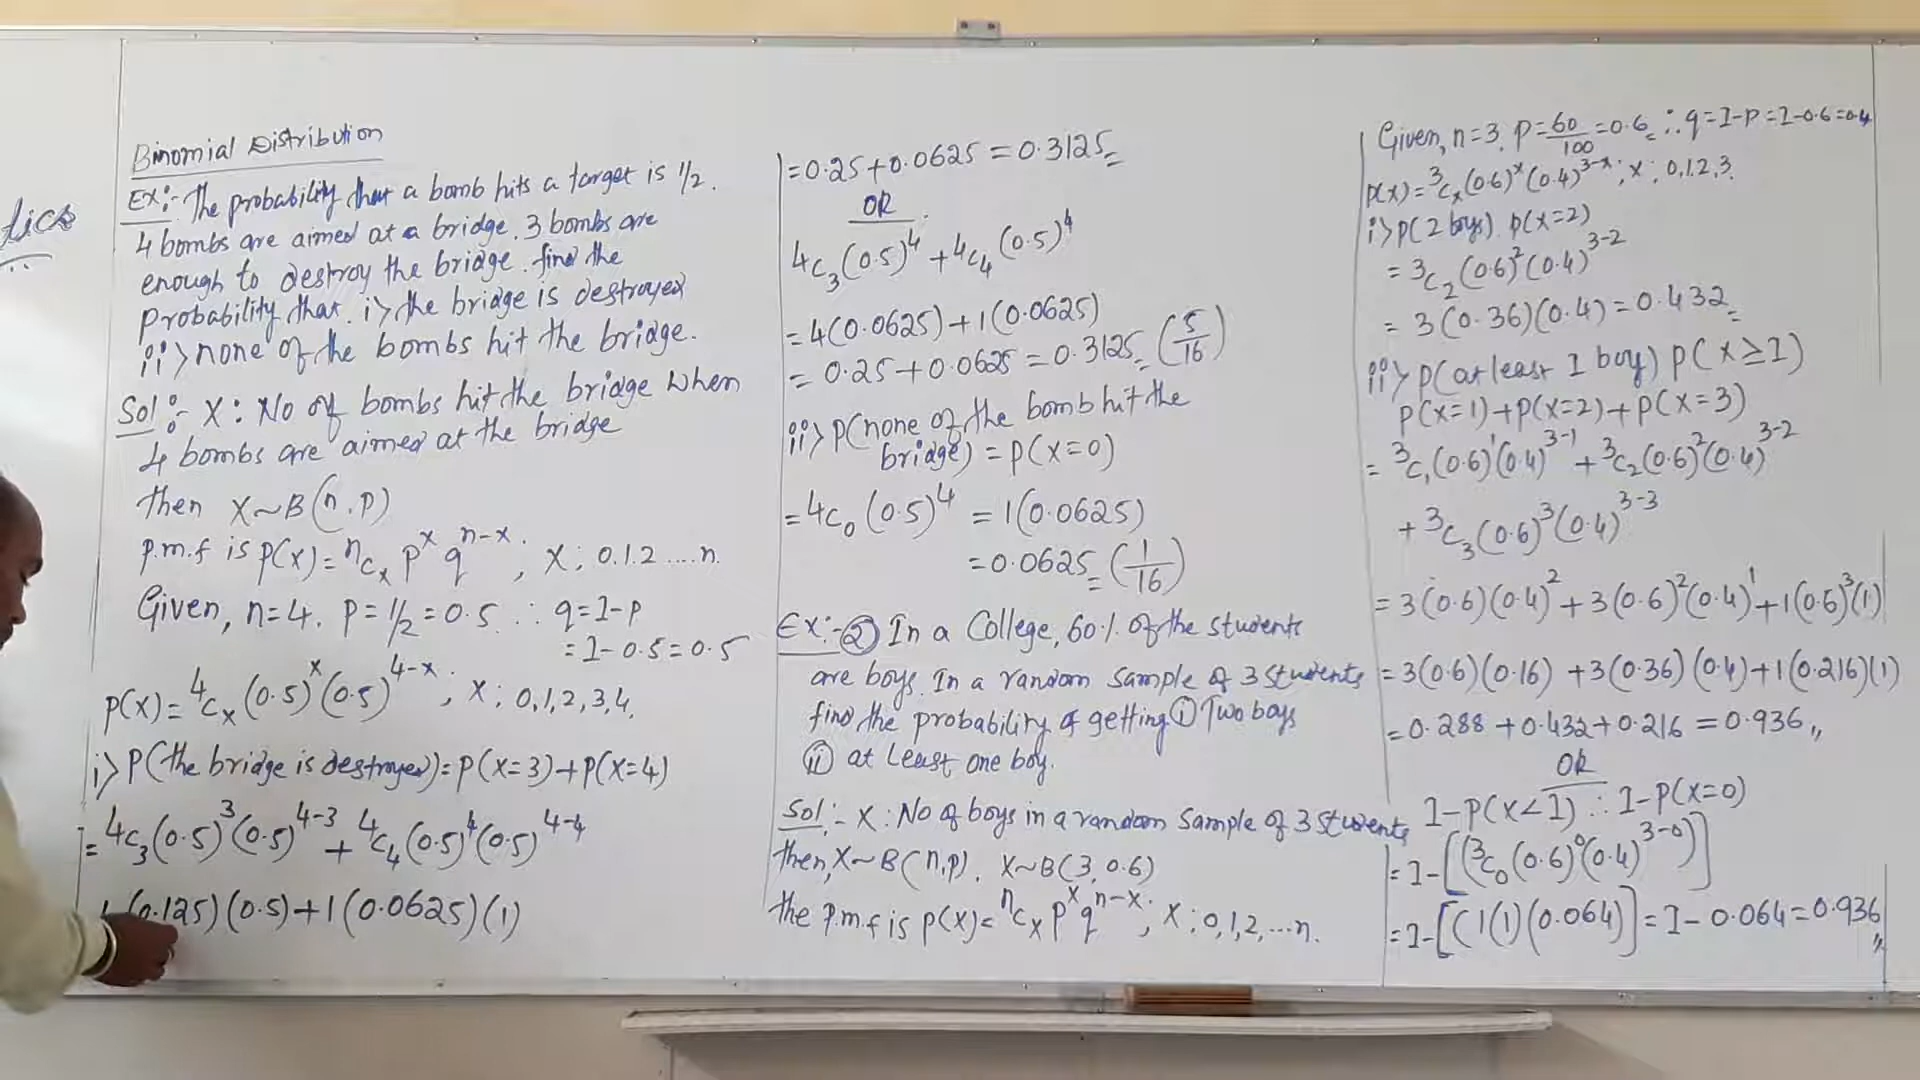 tics
Binomial Distribution
Ex:- The probability that a bomb hits a target is 1/2.
4 bombs are aimed at a bridge. 3 bombs are
enough to destroy the bridge. find the
probability that i> the bridge is destroyed
ii> none of the bombs hit the bridge.
Sol:- X: No of bombs hit the bridge when
4 bombs are aimed at the bridge
then X~B(n,p)
p.m.f is p(x)=ⁿCₓ pˣ qⁿ⁻ˣ; X: 0.1.2 ....n.
Given, n=4. p=1/2=0.5. ∴ q=1-p
=1-0.5=0.5
p(x)=⁴Cₓ(0.5)ˣ(0.5)⁴⁻ˣ; X: 0,1,2,3,4.
i> P(the bridge is destroyed)=p(x=3)+p(x=4)
=⁴C₃(0.5)³(0.5)⁴⁻³+⁴C₄(0.5)⁴(0.5)⁴⁻⁴
(0.125)(0.5)+1(0.0625)(1)
=0.25+0.0625=0.3125
OR
4C₃(0.5)⁴+4C₄(0.5)⁴
=4(0.0625)+1(0.0625)
=0.25+0.0625=0.3125 (5/16)
ii> P(none of the bomb hit the
bridge)=p(x=0)
=4C₀(0.5)⁴=1(0.0625)
=0.0625 (1/16)
Ex:-② In a College, 60% of the students
are boys. In a random sample of 3 students
find the probability of getting ① Two boys
② at least one boy.
Sol:- X: No of boys in a random sample of 3 students
then, X~B(n,p). X~B(3,0.6)
the p.m.f is p(x)=ⁿCₓ pˣ qⁿ⁻ˣ; X: 0,1,2,...n.
Given, n=3, p=60/100=0.6 ∴ q=1-p=1-0.6=0.4
p(x)=³Cₓ(0.6)ˣ(0.4)³⁻ˣ; X: 0,1,2,3.
i> p(2 boys). p(x=2)
=³C₂(0.6)²(0.4)³⁻²
=3(0.36)(0.4)=0.432
ii> p(at least 1 boy) p(x≥1)
p(x=1)+p(x=2)+p(x=3)
=³C₁(0.6)¹(0.4)³⁻¹+³C₂(0.6)²(0.4)³⁻²
+³C₃(0.6)³(0.4)³⁻³
=3(0.6)(0.4)²+3(0.6)²(0.4)¹+1(0.6)³(1)
=3(0.6)(0.16)+3(0.36)(0.4)+1(0.216)(1)
=0.288+0.432+0.216=0.936,,
OR
1-P(x<1) ∴ 1-P(x=0)
=1-[(³C₀(0.6)⁰(0.4)³⁻⁰)]
=1-[(1(1)(0.064)]=1-0.064=0.936,,